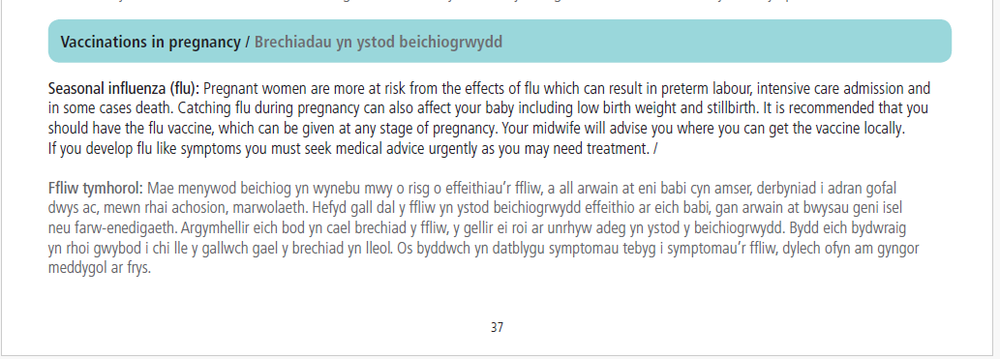 Vaccinations in pregnancy / Brechiadau yn ystod beichiogrwydd
Seasonal influenza (flu): Pregnant women are more at risk from the effects of flu which can result in preterm labour, intensive care admission and
in some cases death. Catching flu during pregnancy can also affect your baby including low birth weight and stillbirth. It is recommended that you
should have the flu vaccine, which can be given at any stage of pregnancy. Your midwife will advise you where you can get the vaccine locally.
If you develop flu like symptoms you must seek medical advice urgently as you may need treatment. /
Ffliw tymhorol: Mae menywod beichiog yn wynebu mwy o risg o effeithiau’r ffliw, a all arwain at eni babi cyn amser, derbyniad i adran gofal
dwys ac, mewn rhai achosion, marwolaeth. Hefyd gall dal y ffliw yn ystod beichiogrwydd effeithio ar eich babi, gan arwain at bwysau geni isel
neu farw-enedigaeth. Argymhellir eich bod yn cael brechiad y ffliw, y gellir ei roi ar unrhyw adeg yn ystod y beichiogrwydd. Bydd eich bydwraig
yn rhoi gwybod i chi lle y gallwch gael y brechiad yn lleol. Os byddwch yn datblygu symptomau tebyg i symptomau’r ffliw, dylech ofyn am gyngor
meddygol ar frys.
37